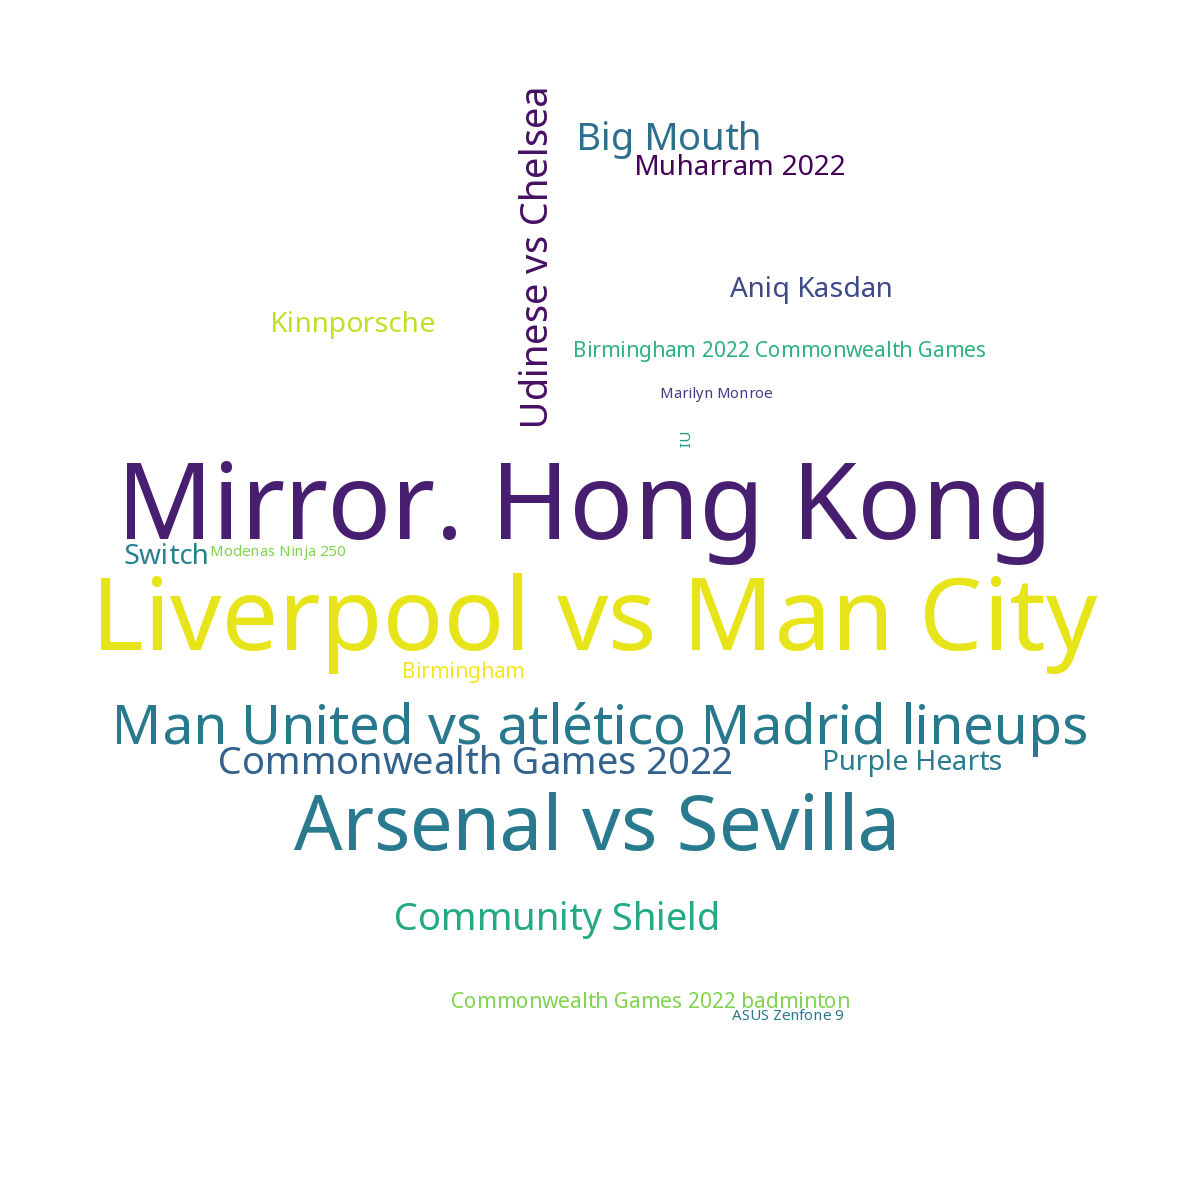 Udinese vs Chelsea
Big Mouth
Muharram 2022
Aniq Kasdan
Kinnporsche
Birmingham 2022 Commonwealth Games
Marilyn Monroe
IU
Mirror. Hong Kong
Switch
Modenas Ninja 250
Liverpool vs Man City
Birmingham
Man United vs atlético Madrid lineups
Commonwealth Games 2022
Purple Hearts
Arsenal vs Sevilla
Community Shield
Commonwealth Games 2022 badminton
ASUS Zenfone 9